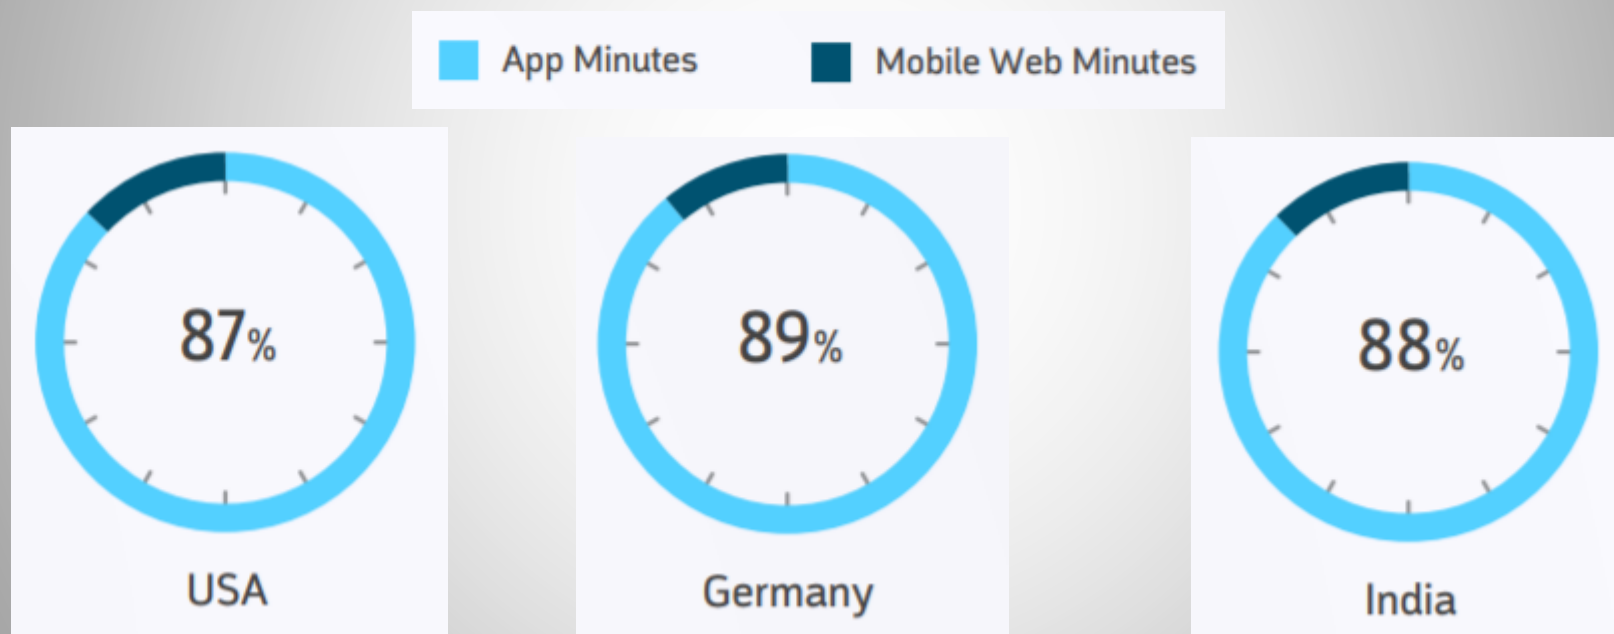 App Minutes
Mobile Web Minutes
87%
89%
88%
USA
Germany
India